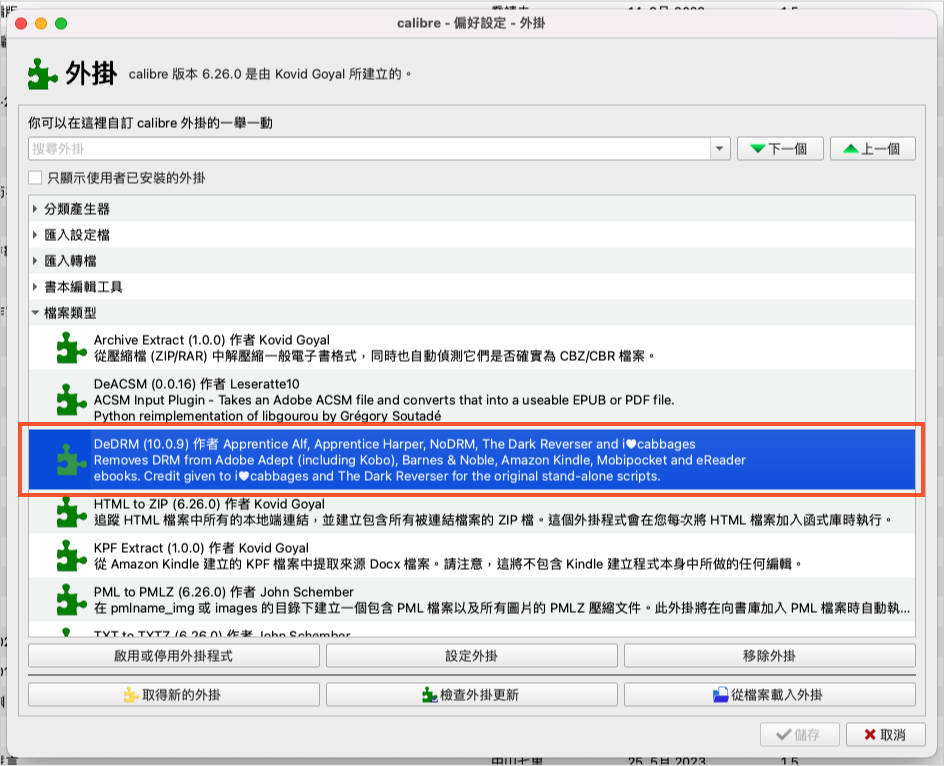 calibre - 偏好設定 - 外掛
外掛
calibre 版本 6.26.0 是由 Kovid Goyal 所建立的。
你可以在這裡自訂 calibre 外掛的一舉一動
搜尋外掛
下一個
上一個
只顯示使用者已安裝的外掛
分類產生器
匯入設定檔
匯入轉檔
書本編輯工具
檔案類型
Archive Extract (1.0.0) 作者 Kovid Goyal
從壓縮檔 (ZIP/RAR) 中解壓縮一般電子書格式，同時也自動偵測它們是否確實為 CBZ/CBR 檔案。
DeACSM (0.0.16) 作者 Leseratte10
ACSM Input Plugin - Takes an Adobe ACSM file and converts that into a useable EPUB or PDF file.
Python reimplementation of libgourou by Grégory Soutadé
DeDRM (10.0.9) 作者 Apprentice Alf, Apprentice Harper, NoDRM, The Dark Reverser and i♥cabbages
Removes DRM from Adobe Adept (including Kobo), Barnes & Noble, Amazon Kindle, Mobipocket and eReader
ebooks. Credit given to i♥cabbages and The Dark Reverser for the original stand-alone scripts.
HTML to ZIP (6.26.0) 作者 Kovid Goyal
追蹤 HTML 檔案中所有的本地端連結，並建立包含所有被連結檔案的 ZIP 檔。這個外掛程式會在您每次將 HTML 檔案加入函式庫時執行。
KPF Extract (1.0.0) 作者 Kovid Goyal
從 Amazon Kindle 建立的 KPF 檔案中提取來源 Docx 檔案。請注意，這將不包含 Kindle 建立程式本身中所做的任何編輯。
PML to PMLZ (6.26.0) 作者 John Schember
在 pmlname_img 或 images 的目錄下建立一個包含 PML 檔案以及所有圖片的 PMLZ 壓縮文件。此外掛將在向書庫加入 PML 檔案時自動執...
TXT to TXTZ (6.26.0) 作者 John Schember
啟用或停用外掛程式
設定外掛
移除外掛
取得新的外掛
檢查外掛更新
從檔案載入外掛
儲存
取消
中山七里
25, 5月 2023
1.5